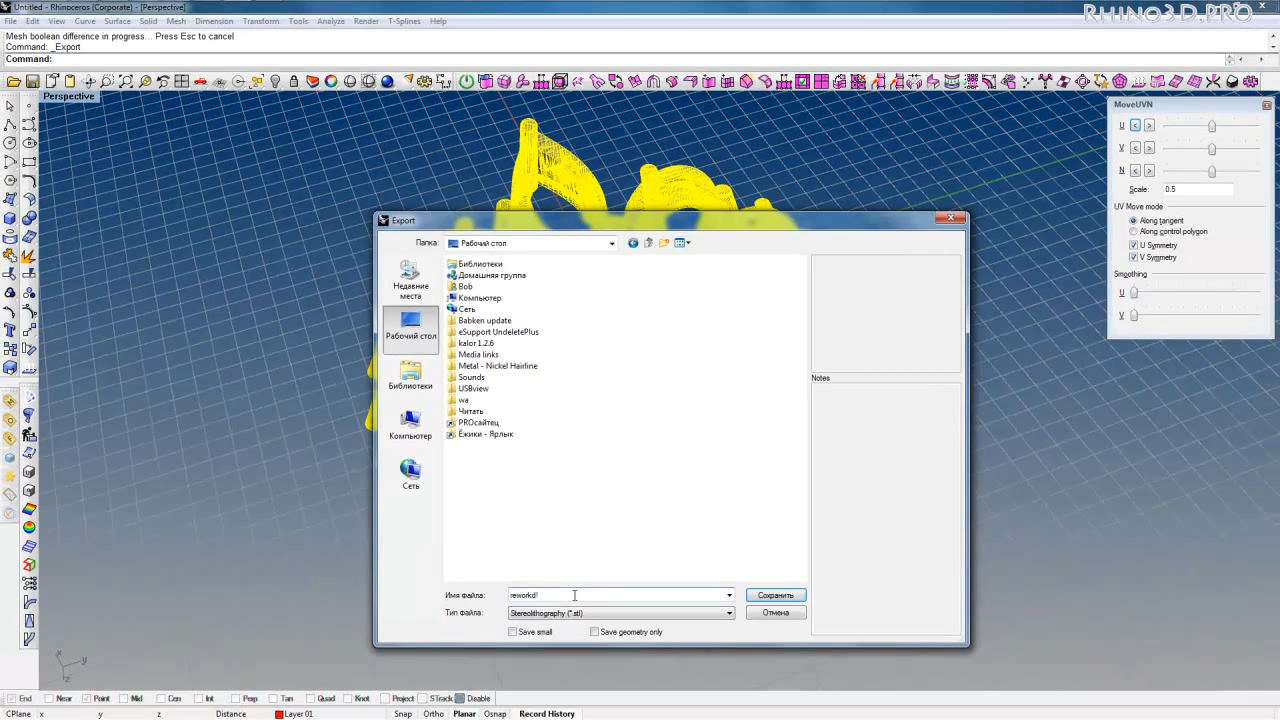 Untitled - Rhinoceros (Corporate) - [Perspective]
RHINO3D.PRO
File Edit View Curve Surface Solid Mesh Dimension Transform Tools Analyze Render T-Splines Help
Mesh boolean difference in progress... Press Esc to cancel
Command: _Export
Command:
Perspective
MoveUVN
U < >
V < >
N < >
Scale: 0.5
UV Move mode
Along tangent
Along control polygon
U Symmetry
V Symmetry
Smoothing
U
V
Export
Папка: Рабочий стол
Недавние места
Рабочий стол
Библиотеки
Компьютер
Сеть
Библиотеки
Домашняя группа
Bob
Компьютер
Сеть
Babken update
eSupport UndeletePlus
kalor 1.2.6
Media links
Metal - Nickel Hairline
Sounds
USBview
wa
Читать
PROсайтец
Ёжики - Ярлык
Notes
Имя файла: reworkd!
Сохранить
Тип файла: Stereolithography (*.stl)
Отмена
Save small Save geometry only
x y z
End Near Point Mid Cen Int Perp Tan Quad Knot Project STrack Disable
CPlane x y z Distance Layer 01 Snap Ortho Planar Osnap Record History